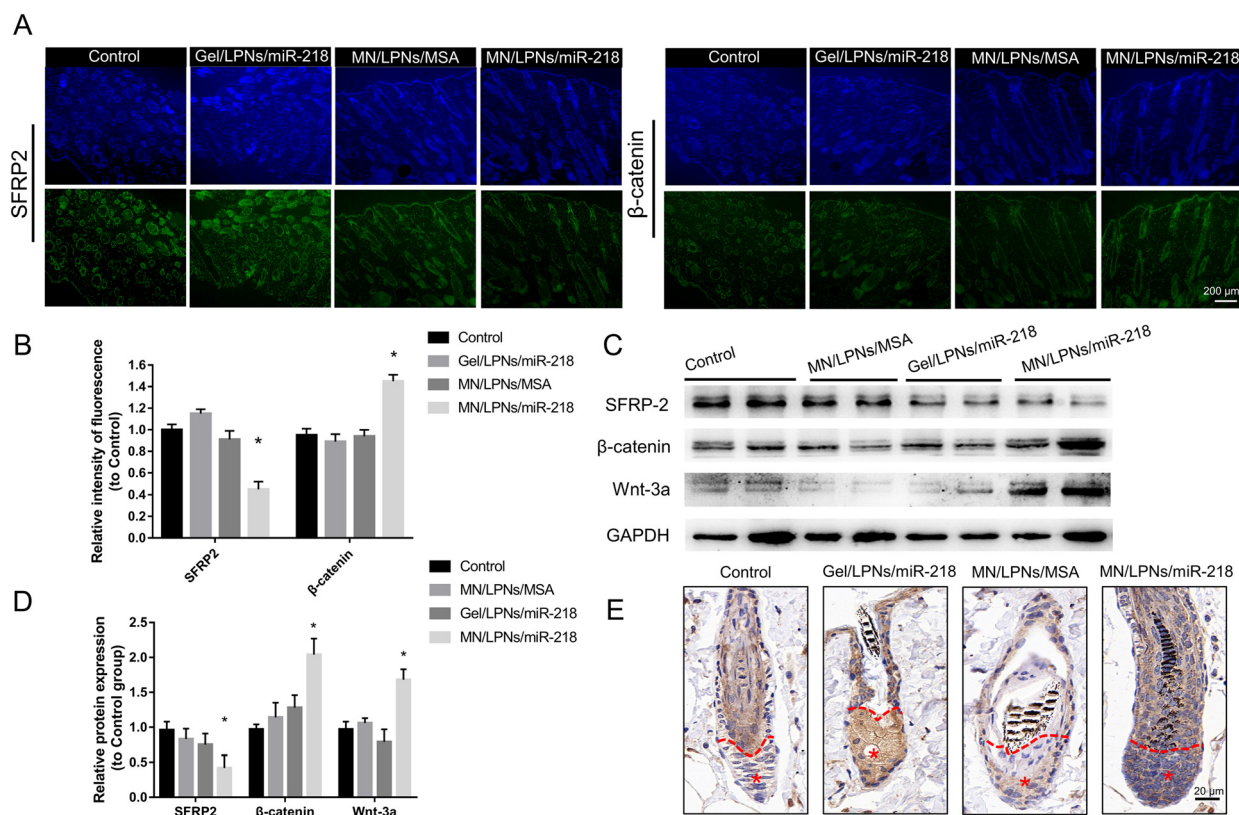 A
Control
Gel/LPNs/miR-218
MN/LPNs/MSA
MN/LPNs/miR-218
SFRP2
Control
Gel/LPNs/miR-218
MN/LPNs/MSA
MN/LPNs/miR-218
β-catenin
200 μm
B
Relative intensity of fluorescence
(to Control)
1.6
1.4
1.2
1.0
0.8
0.6
0.4
0.2
0.0
*
*
SFRP2
β-catenin
Control
Gel/LPNs/miR-218
MN/LPNs/MSA
MN/LPNs/miR-218
C
Control
MN/LPNs/MSA
Gel/LPNs/miR-218
MN/LPNs/miR-218
SFRP-2
β-catenin
Wnt-3a
GAPDH
D
Relative protein expression
(to Control group)
2.5
2.0
1.5
1.0
0.5
0.0
*
*
*
SFRP2
β-catenin
Wnt-3a
Control
MN/LPNs/MSA
Gel/LPNs/miR-218
MN/LPNs/miR-218
E
Control
Gel/LPNs/miR-218
MN/LPNs/MSA
MN/LPNs/miR-218
*
*
*
*
20 μm